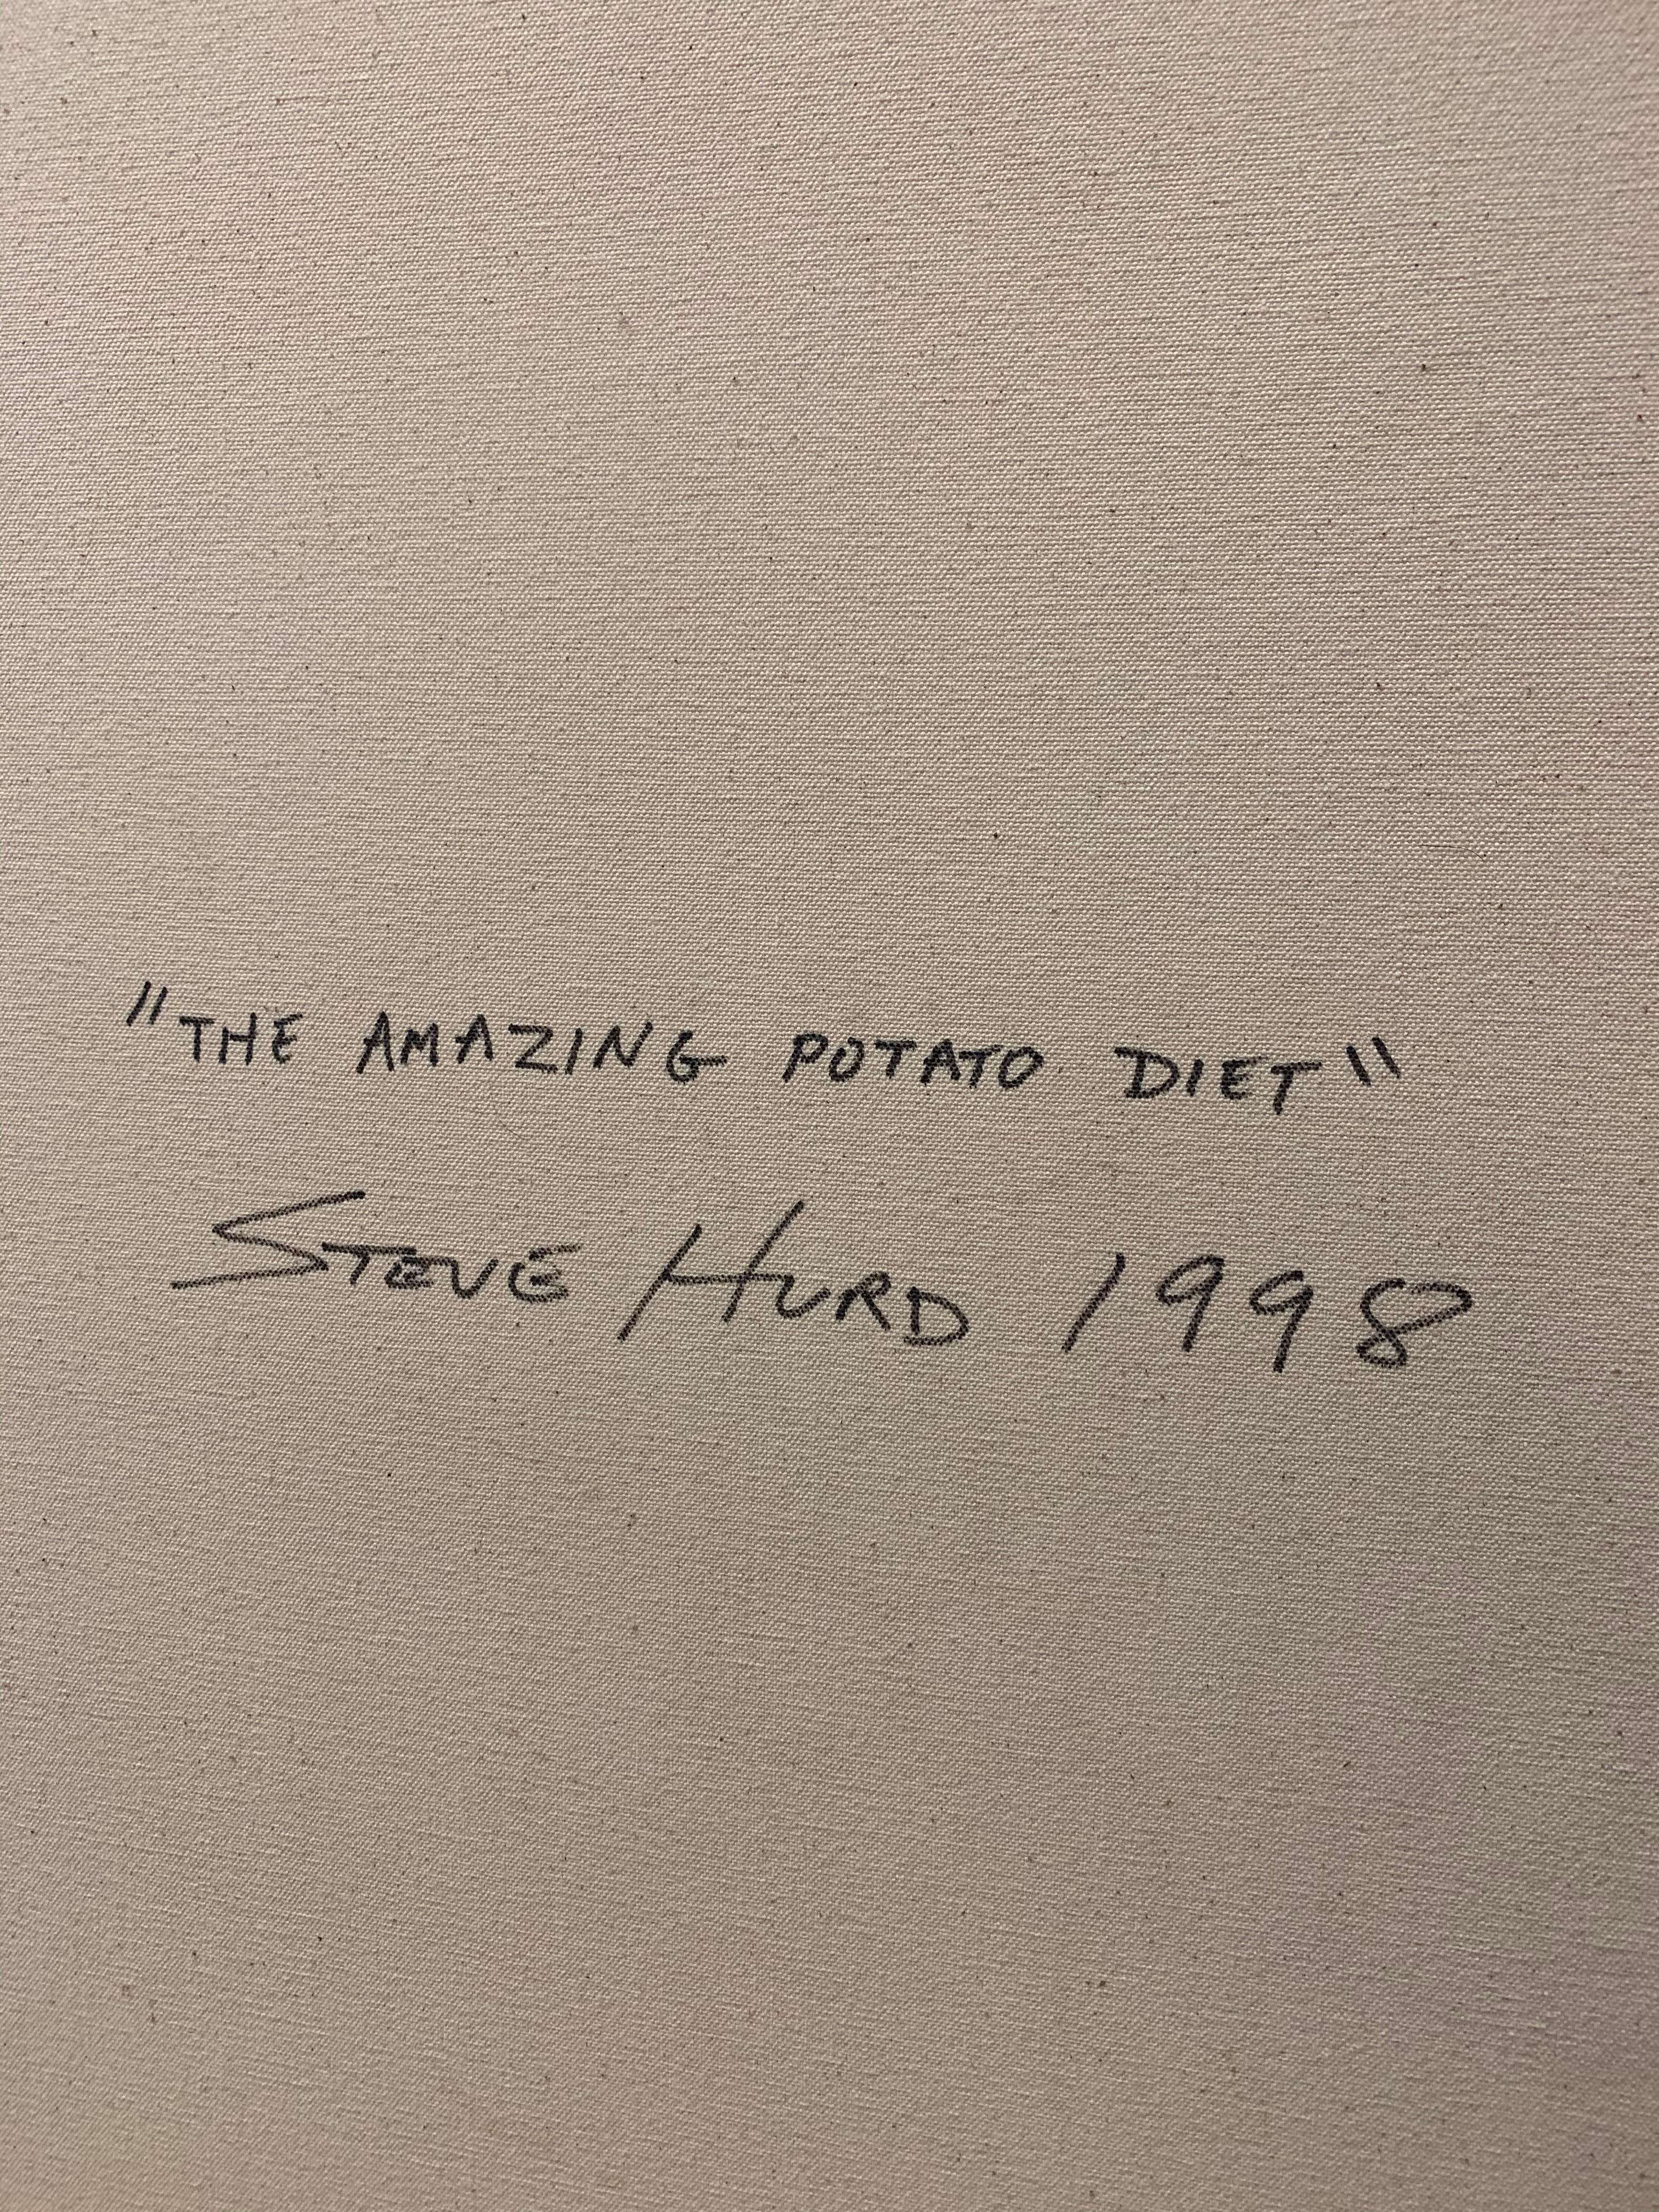 "THE AMAZING POTATO DIET"
STEVE HURD 1998